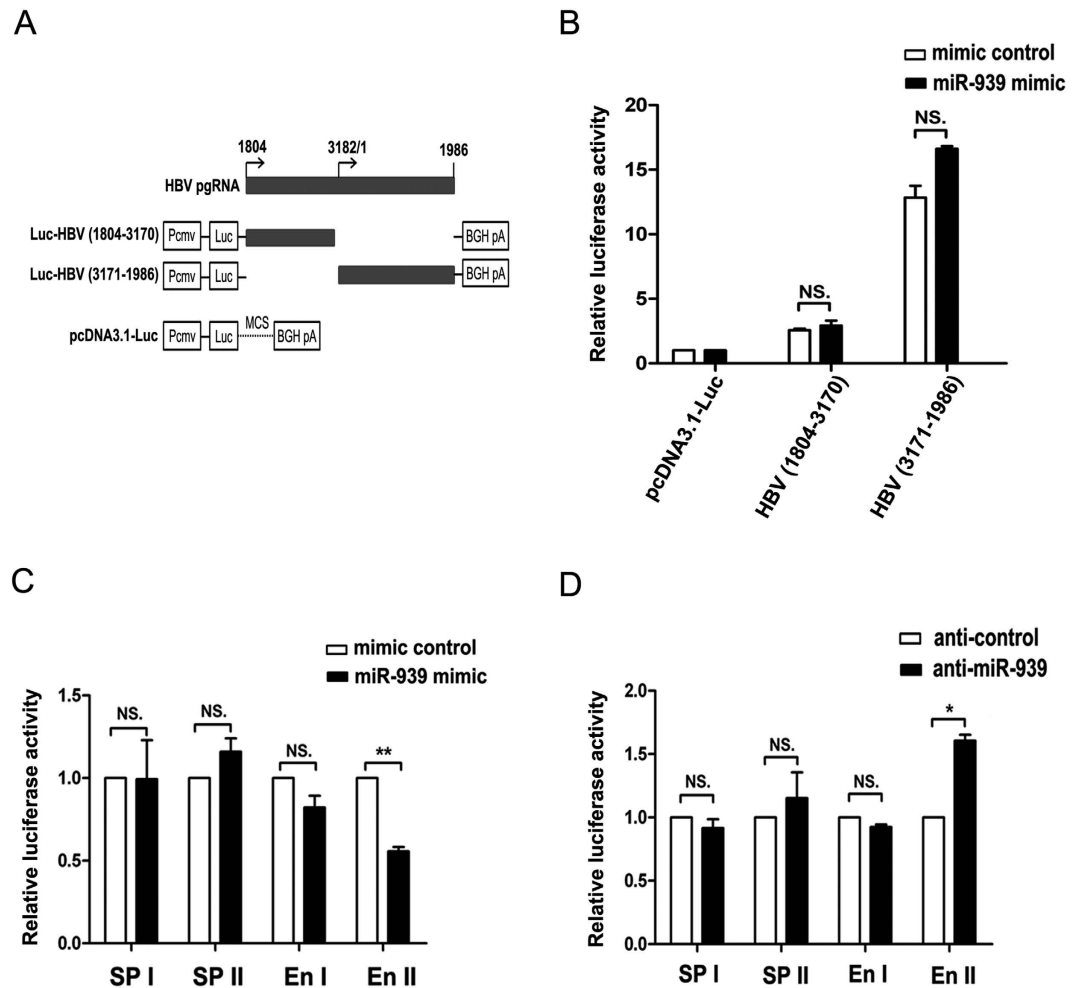 A
1804
3182/1
1986
HBV pgRNA
Luc-HBV (1804-3170)
Pcmv
Luc
BGH pA
Luc-HBV (3171-1986)
Pcmv
Luc
BGH pA
pcDNA3.1-Luc
Pcmv
Luc
MCS
BGH pA
B
mimic control
miR-939 mimic
Relative luciferase activity
20
15
10
5
0
NS.
NS.
pcDNA3.1-Luc
HBV (1804-3170)
HBV (3171-1986)
C
mimic control
miR-939 mimic
Relative luciferase activity
1.5
1.0
0.5
0.0
NS.
NS.
NS.
**
SP I
SP II
En I
En II
D
anti-control
anti-miR-939
Relative luciferase activity
2.0
1.5
1.0
0.5
0.0
NS.
NS.
NS.
*
SP I
SP II
En I
En II